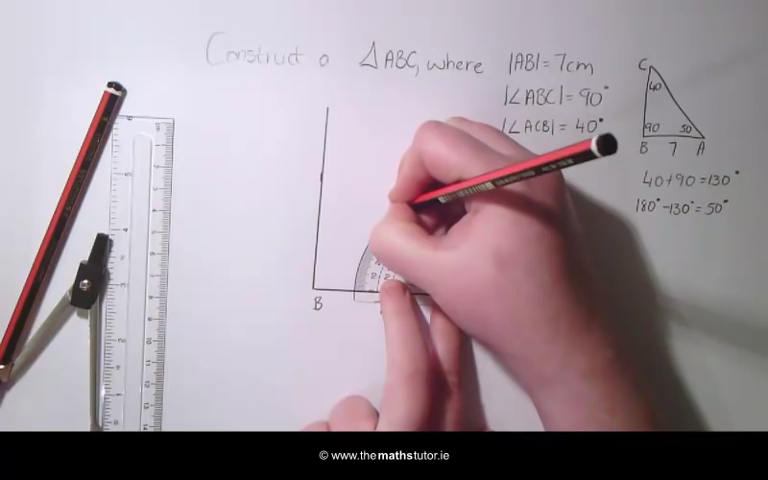 Construct a △ABC, where |AB| = 7cm
|∠ABC| = 90°
|∠ACB| = 40°
C
40
90 50
B 7 A
40+90=130°
180°-130°=50°
B
© www.themathstutor.ie